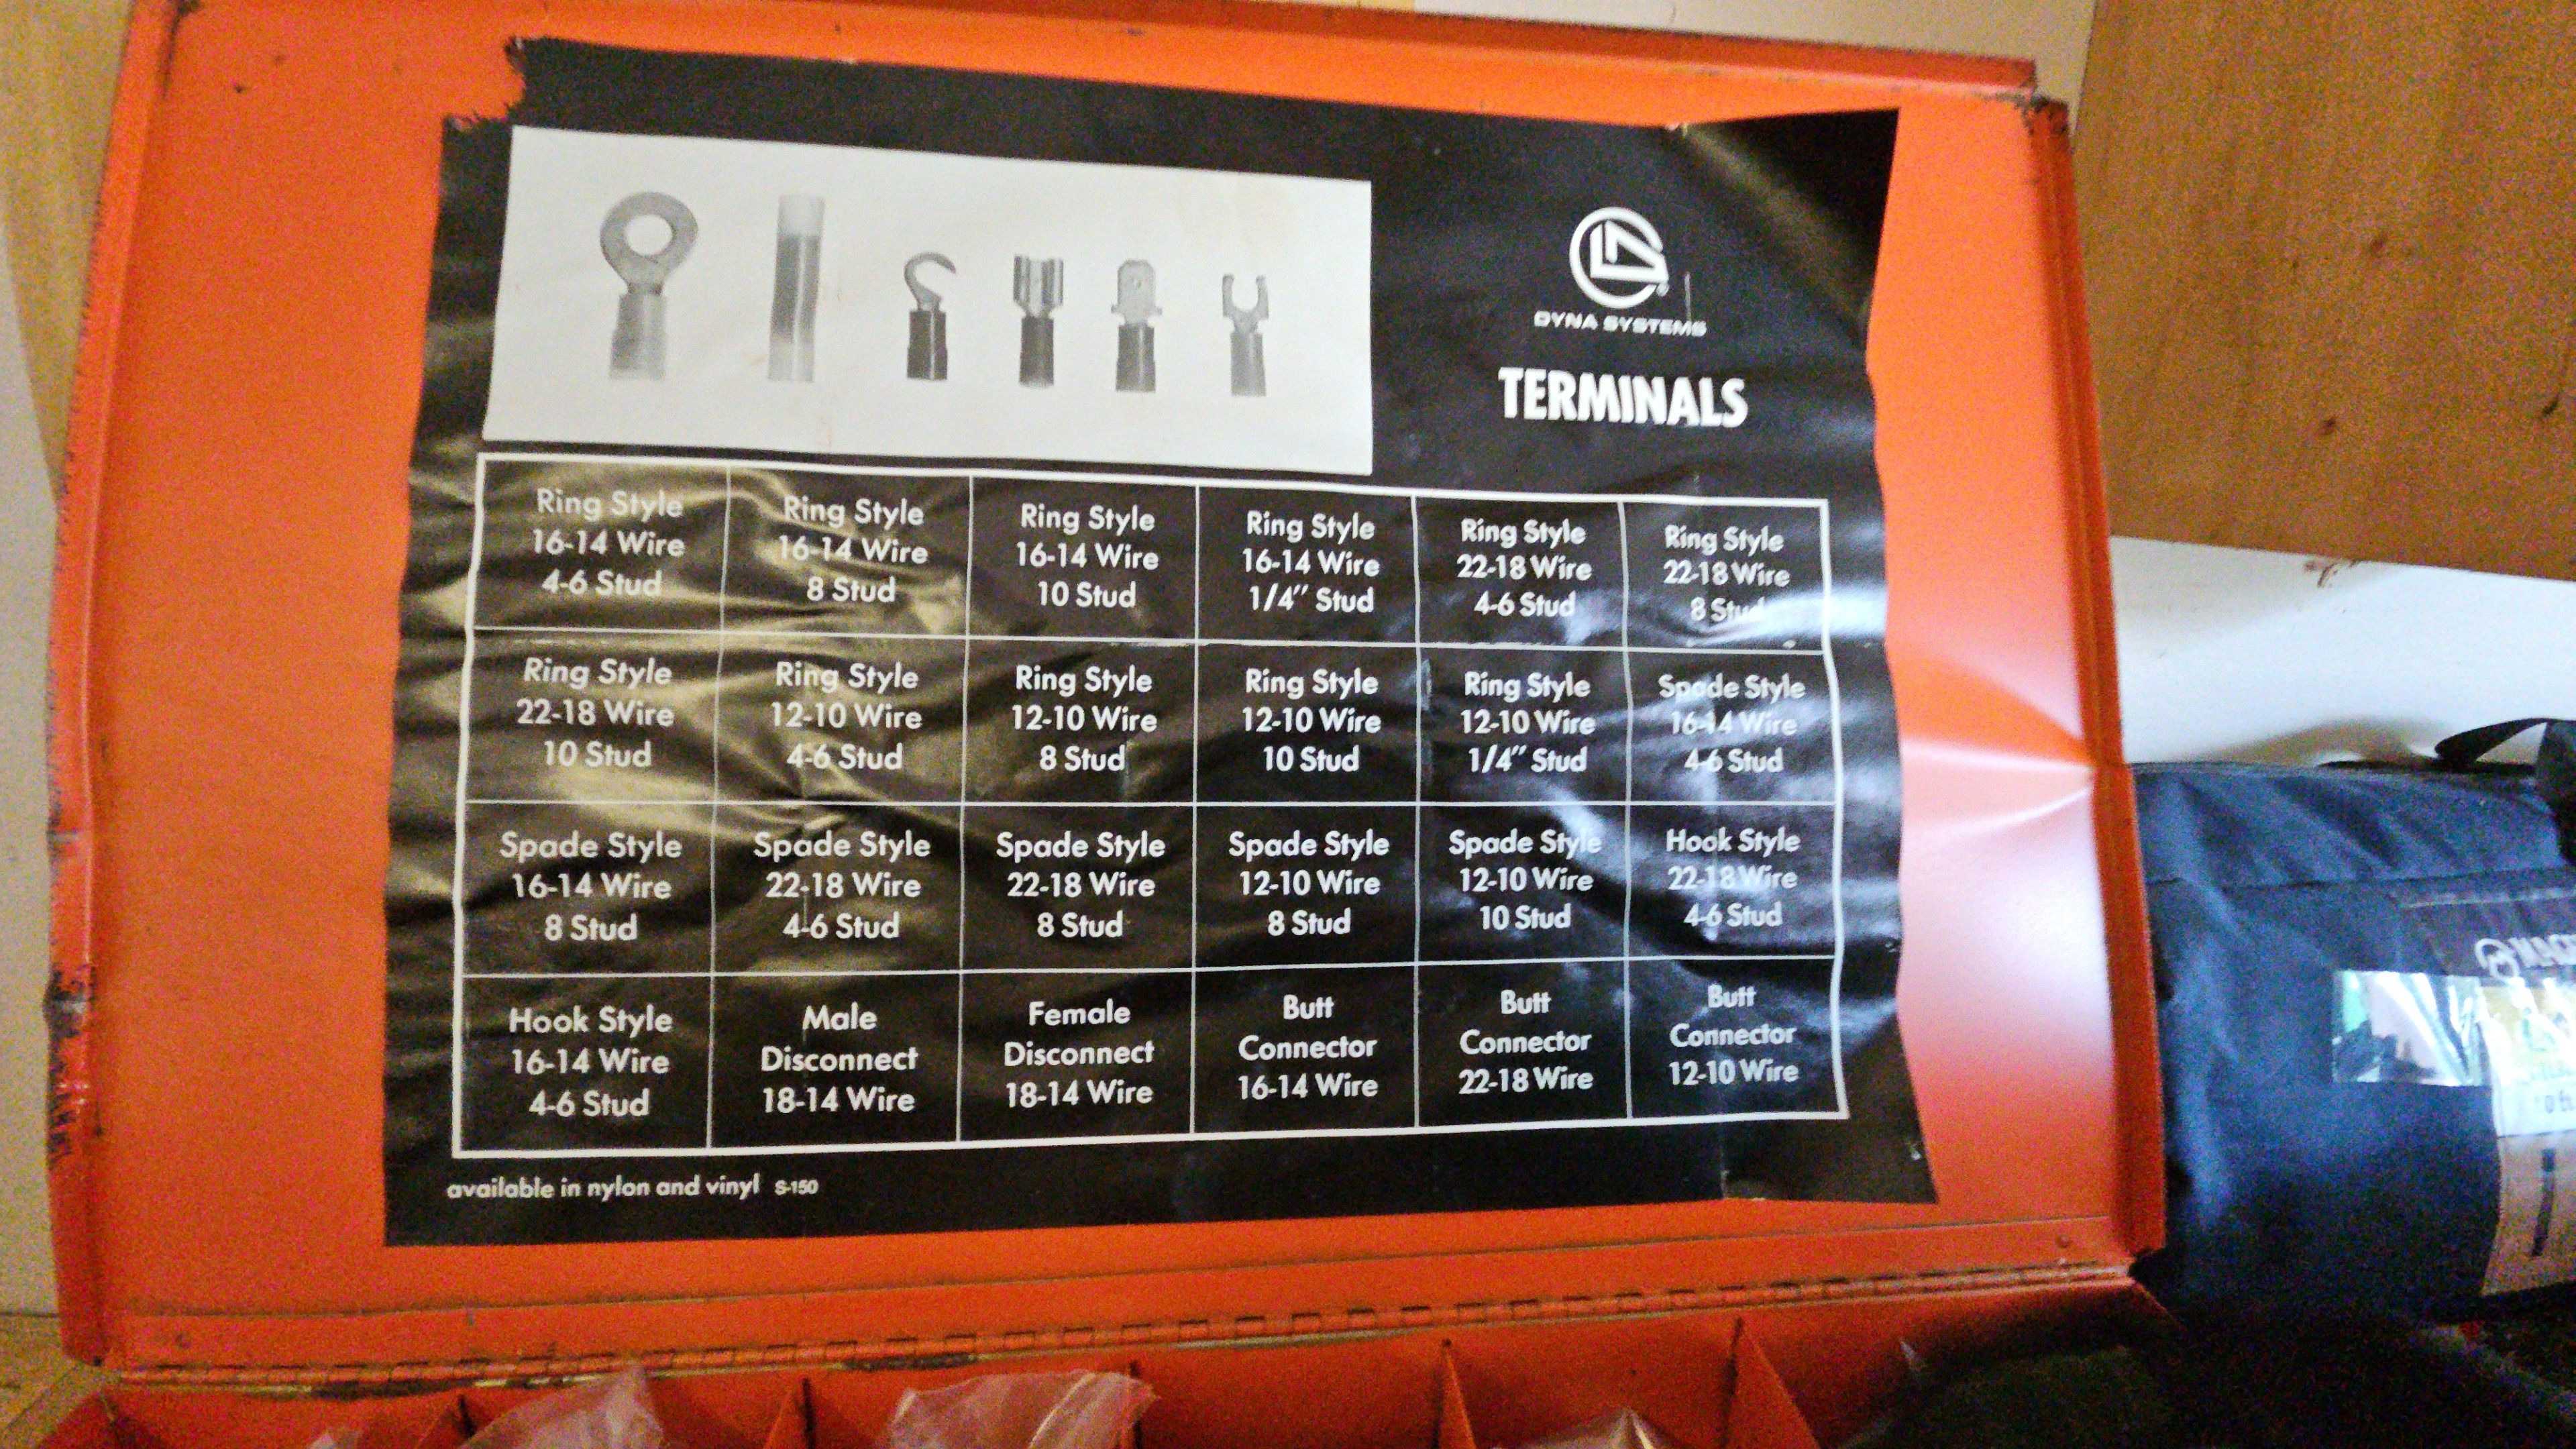 DYNA SYSTEMS
TERMINALS
Ring Style
16-14 Wire
4-6 Stud
Ring Style
16-14 Wire
8 Stud
Ring Style
16-14 Wire
10 Stud
Ring Style
16-14 Wire
1/4" Stud
Ring Style
22-18 Wire
4-6 Stud
Ring Style
22-18 Wire
8 Stud
Ring Style
22-18 Wire
10 Stud
Ring Style
12-10 Wire
4-6 Stud
Ring Style
12-10 Wire
8 Stud
Ring Style
12-10 Wire
10 Stud
Ring Style
12-10 Wire
1/4" Stud
Spade Style
16-14 Wire
4-6 Stud
Spade Style
16-14 Wire
8 Stud
Spade Style
22-18 Wire
4-6 Stud
Spade Style
22-18 Wire
8 Stud
Spade Style
12-10 Wire
8 Stud
Spade Style
12-10 Wire
10 Stud
Hook Style
22-18 Wire
4-6 Stud
Hook Style
16-14 Wire
4-6 Stud
Male
Disconnect
18-14 Wire
Female
Disconnect
18-14 Wire
Butt
Connector
16-14 Wire
Butt
Connector
22-18 Wire
Butt
Connector
12-10 Wire
available in nylon and vinyl S-150